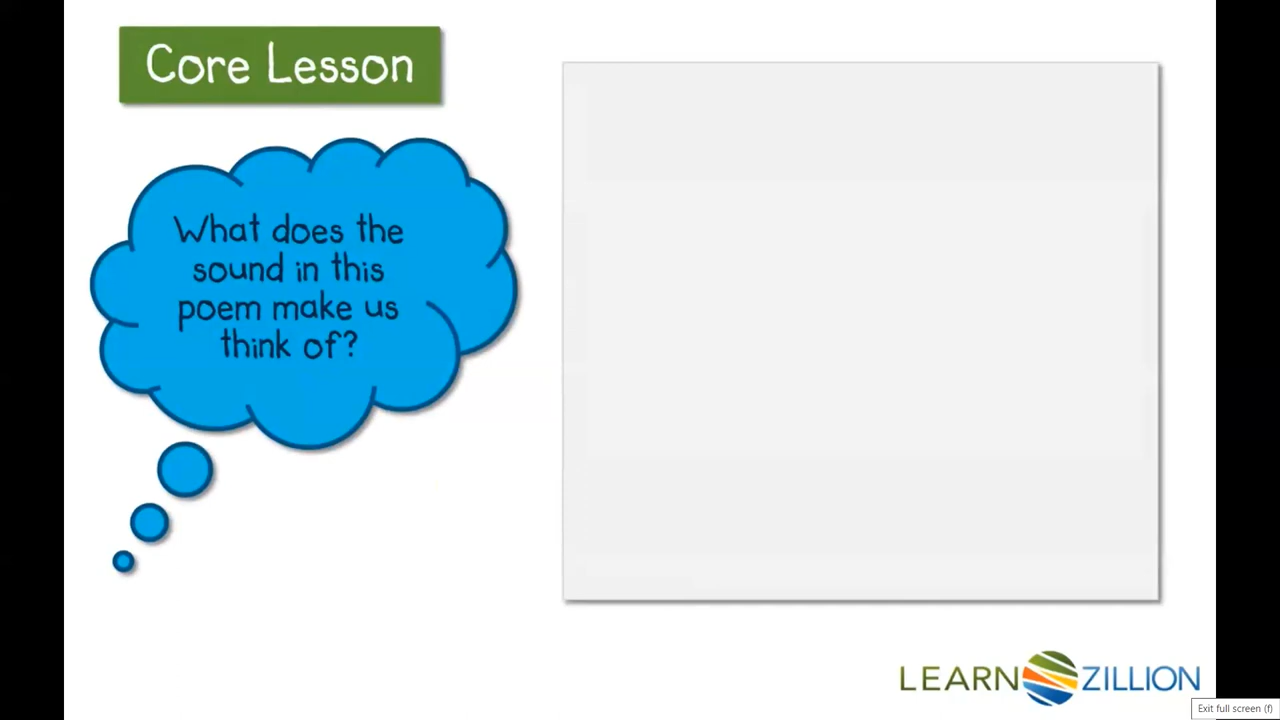 Core Lesson
What does the
sound in this
poem make us
think of?
LEARNZILLION
Exit full screen (f)